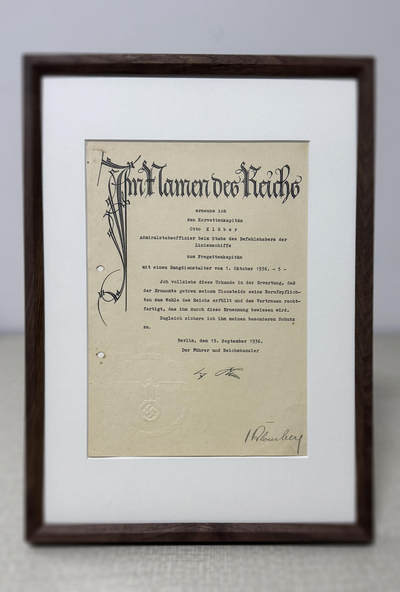 Im Namen des Reichs
ernenne ich
den Korvettenkapitän
Otto Klüber
Admiralstabsoffizier beim Stabe des Befehlshabers der
Linienschiffe
zum Fregattenkapitän
mit einem Rangdienstalter vom 1. Oktober 1936. - 3 -
Ich vollziehe diese Urkunde in der Erwartung, daß
der Ernannte getreu seinem Diensteide seine Berufspflich-
ten zum Wohle des Reichs erfüllt und das Vertrauen recht-
fertigt, das ihm durch diese Ernennung bewiesen wird.
Zugleich sichere ich ihm meinen besonderen Schutz
zu.
Berlin, den 19. September 1936.
Der Führer und Reichskanzler
Blomberg